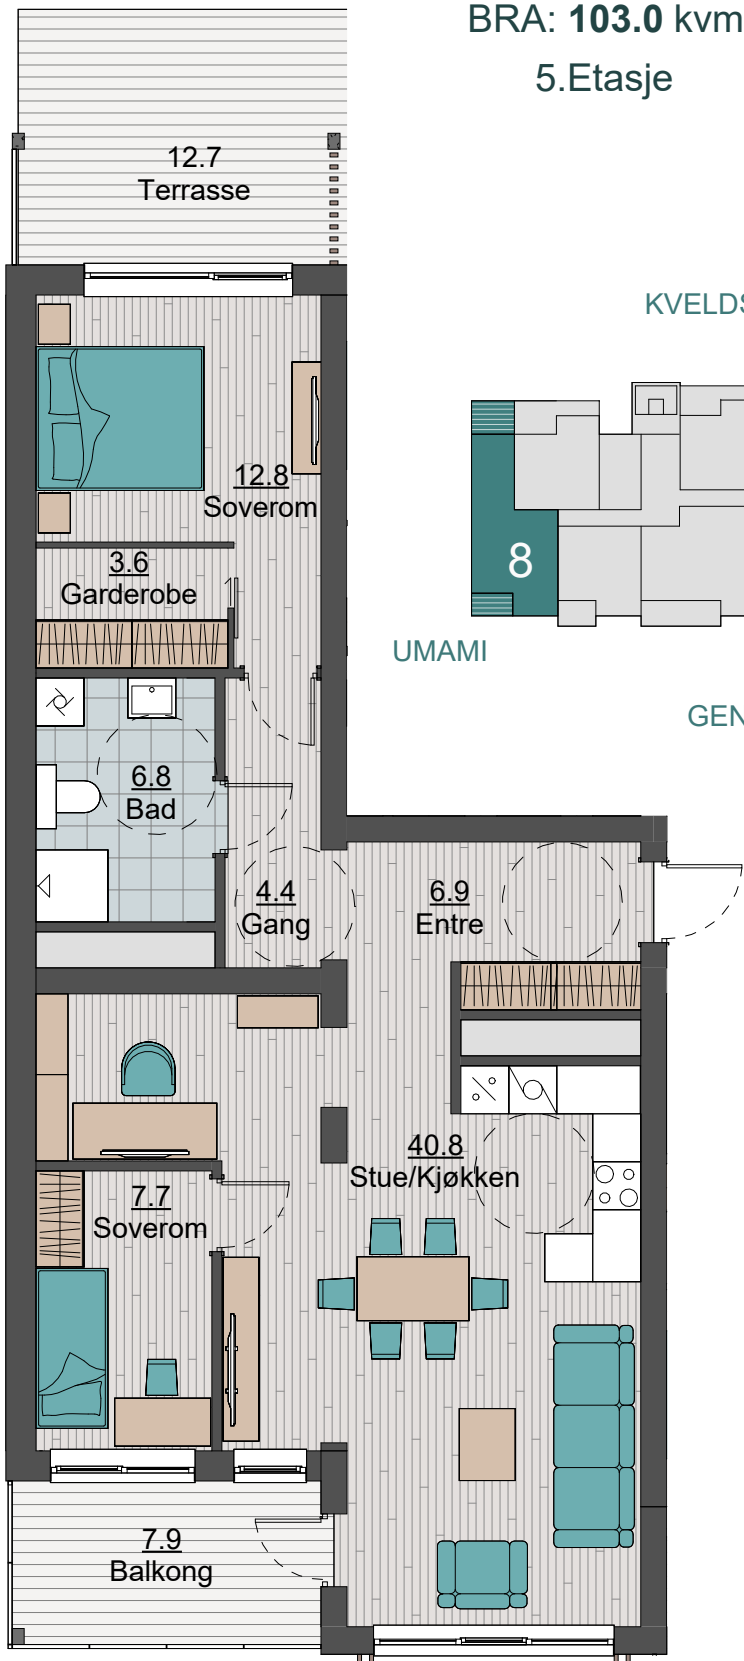 BRA: 103.0 kvm
5.Etasje
12.7
Terrasse
KVELDS
12.8
Soverom
3.6
Garderobe
8
UMAMI
GEN
6.8
Bad
4.4
Gang
6.9
Entre
40.8
Stue/Kjøkken
7.7
Soverom
7.9
Balkong